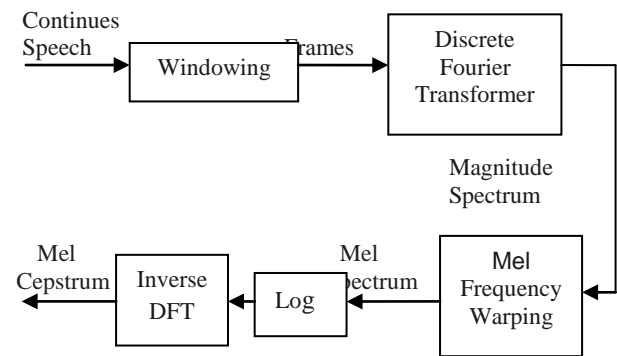 Continues
Speech
Windowing
Frames
Discrete
Fourier
Transformer
Magnitude
Spectrum
Mel
Frequency
Warping
Mel
Spectrum
Log
Inverse
DFT
Mel
Cepstrum